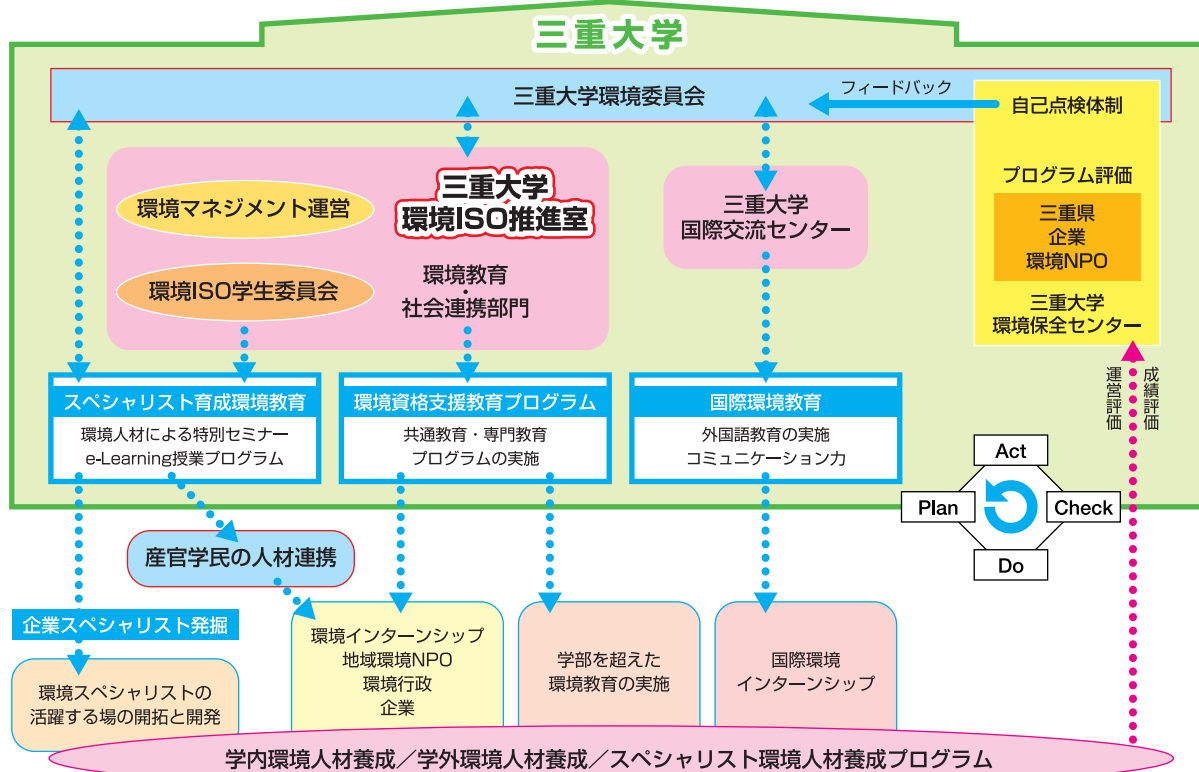 三重大学
三重大学環境委員会
フィードバック
自己点検体制
プログラム評価
三重県
企業
環境NPO
三重大学
環境保全センター
環境マネジメント運営
三重大学
環境ISO推進室
環境ISO学生委員会
環境教育
・
社会連携部門
三重大学
国際交流センター
スペシャリスト育成環境教育
環境人材による特別セミナー
e-Learning授業プログラム
環境資格支援教育プログラム
共通教育・専門教育
プログラムの実施
国際環境教育
外国語教育の実施
コミュニケーション力
運営評価
成績評価
Act
Plan
Check
Do
産官学民の人材連携
企業スペシャリスト発掘
環境スペシャリストの
活躍する場の開拓と開発
環境インターンシップ
地域環境NPO
環境行政
企業
学部を超えた
環境教育の実施
国際環境
インターンシップ
学内環境人材養成／学外環境人材養成／スペシャリスト環境人材養成プログラム